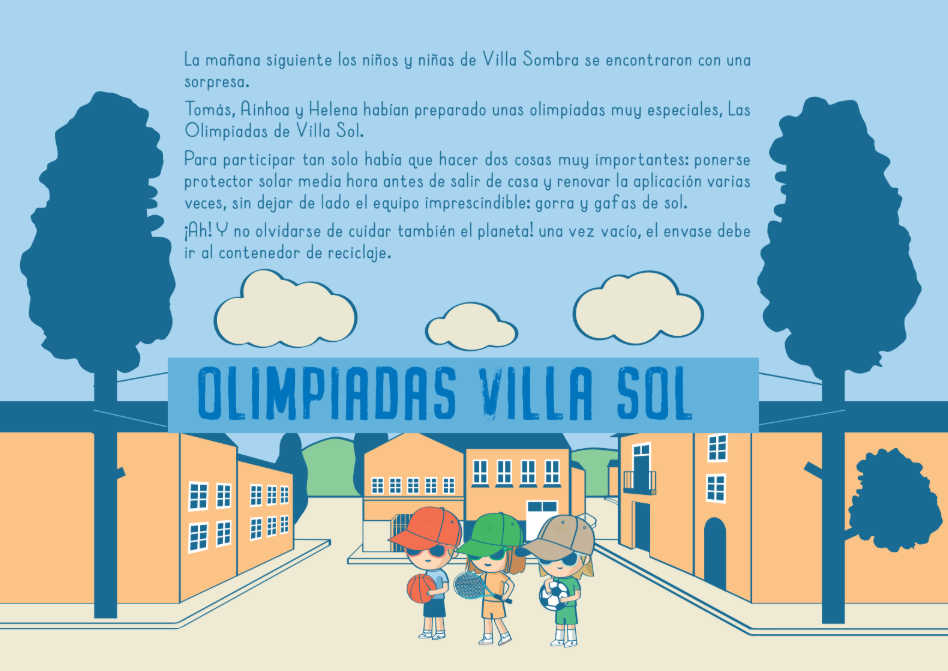 La mañana siguiente los niños y niñas de Villa Sombra se encontraron con una
sorpresa.
Tomás, Ainhoa y Helena habían preparado unas olimpiadas muy especiales, Las
Olimpiadas de Villa Sol.
Para participar tan solo había que hacer dos cosas muy importantes: ponerse
protector solar media hora antes de salir de casa y renovar la aplicación varias
veces, sin dejar de lado el equipo imprescindible: gorra y gafas de sol.
¡Ah! Y no olvidarse de cuidar también el planeta! una vez vacío, el envase debe
ir al contenedor de reciclaje.
OLIMPIADAS VILLA SOL